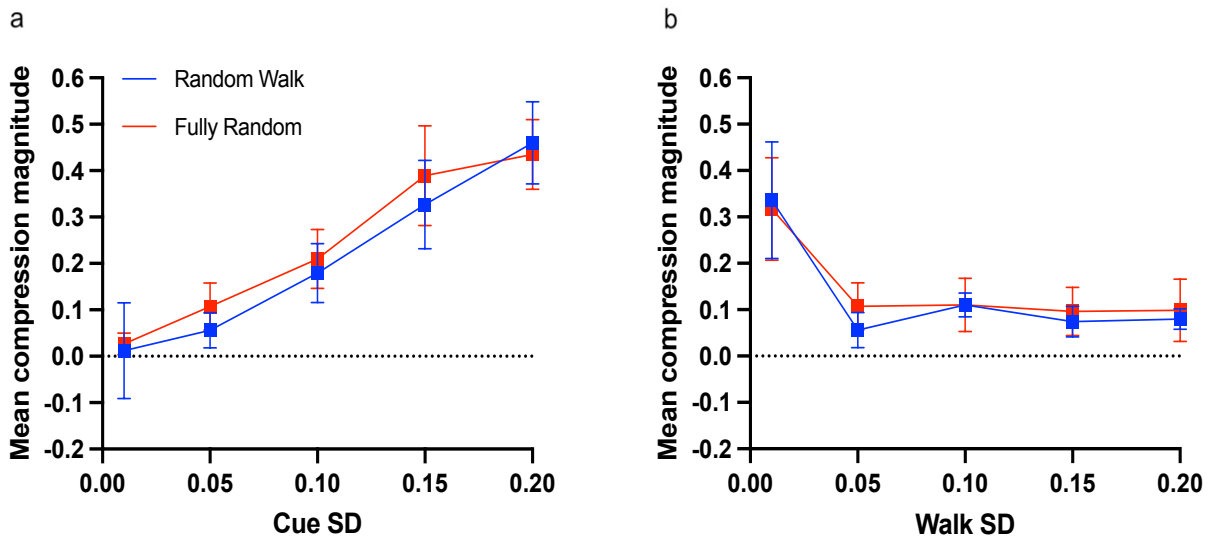 a
Mean compression magnitude
0.6
0.5
0.4
0.3
0.2
0.1
0.0
-0.1
-0.2
Random Walk
Fully Random
0.00 0.05 0.10 0.15 0.20
Cue SD
b
Mean compression magnitude
0.6
0.5
0.4
0.3
0.2
0.1
0.0
-0.1
-0.2
0.00 0.05 0.10 0.15 0.20
Walk SD